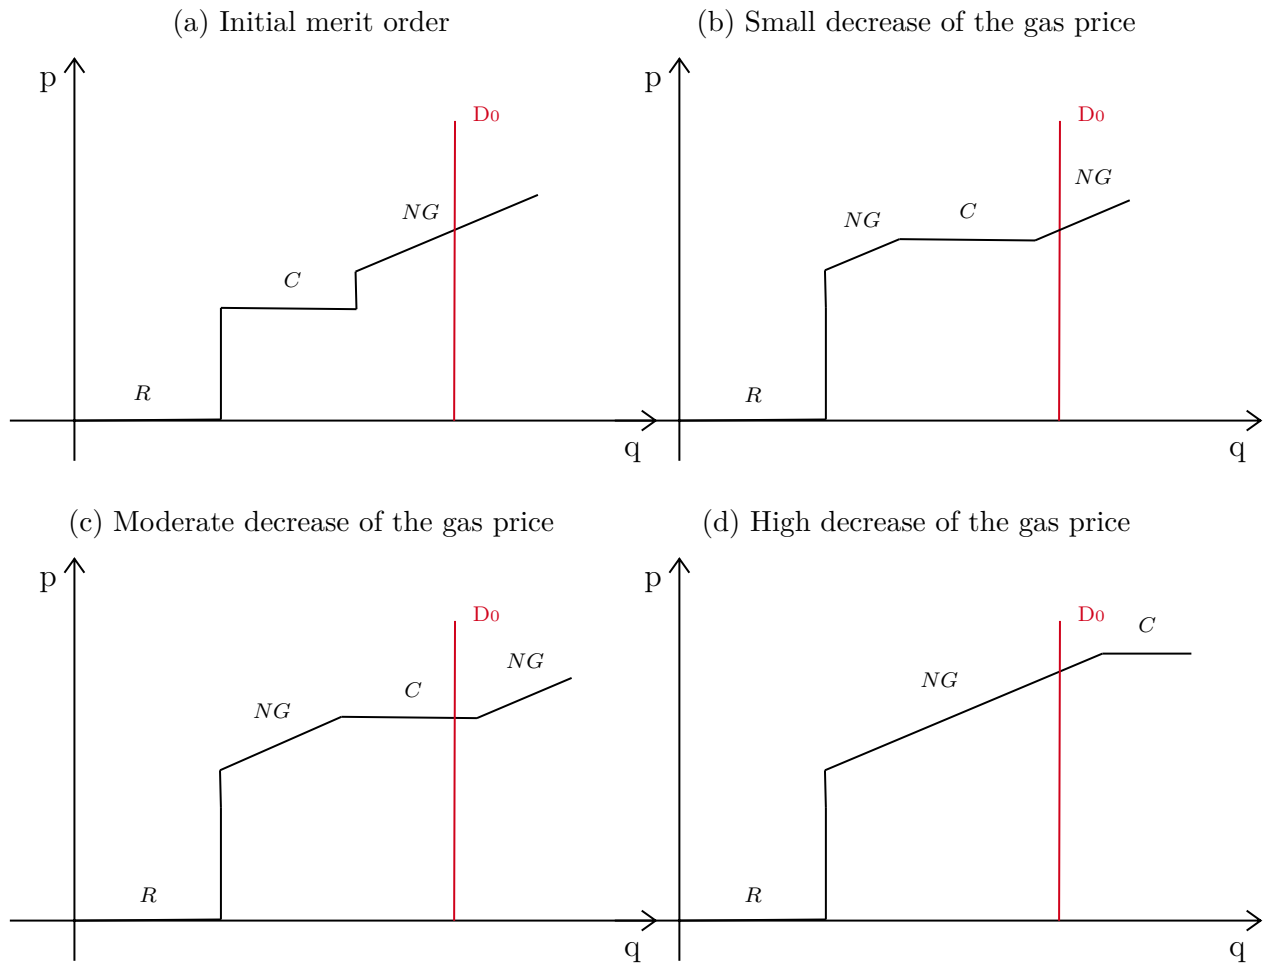 (a) Initial merit order
p
D0
NG
C
R
q
(b) Small decrease of the gas price
p
D0
NG
C
NG
R
q
(c) Moderate decrease of the gas price
p
D0
NG
C
NG
R
q
(d) High decrease of the gas price
p
D0
C
NG
R
q